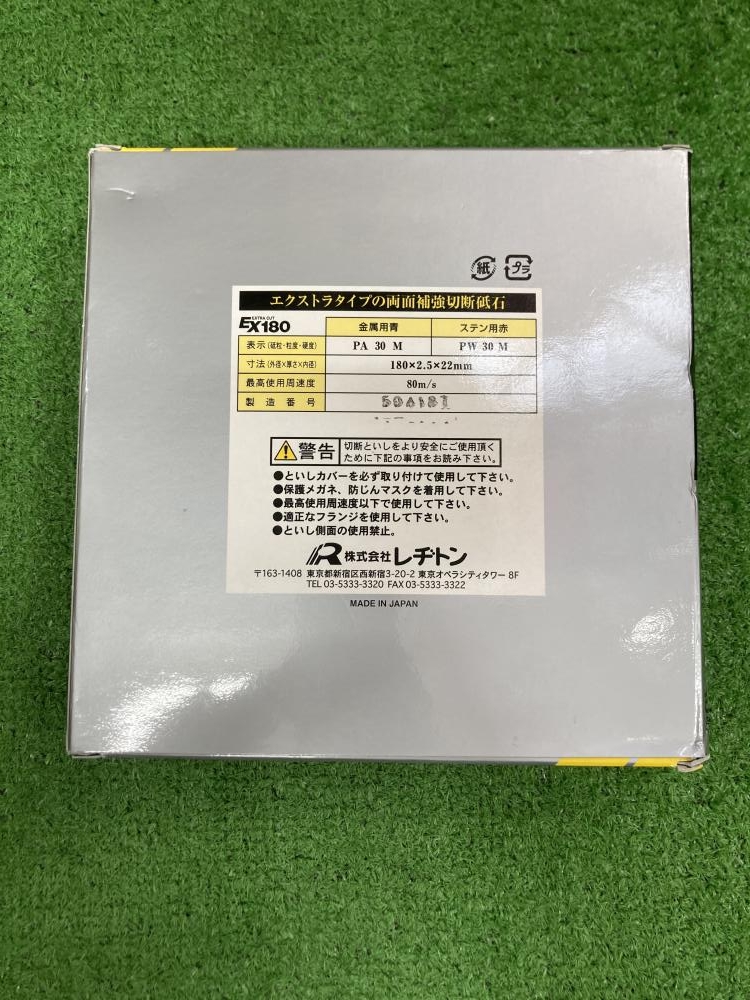 紙 プラ
エクストラタイプの両面補強切断砥石
EXTRA CUT
EX180 金属用青 ステン用赤
表示(砥粒・粒度・硬度) PA 30 M PW 30 M
寸法(外径×厚さ×内径) 180×2.5×22mm
最高使用周速度 80m/s
製造番号
警告 切断といしをより安全にご使用頂く
ために下記の事項をお読み下さい。
●といしカバーを必ず取り付けて使用して下さい。
●保護メガネ、防じんマスクを着用して下さい。
●最高使用周速度以下で使用して下さい。
●適正なフランジを使用して下さい。
●といし側面の使用禁止。
株式会社レヂトン
〒163-1408 東京都新宿区西新宿3-20-2 東京オペラシティタワー 8F
TEL 03-5333-3320 FAX 03-5333-3322
MADE IN JAPAN